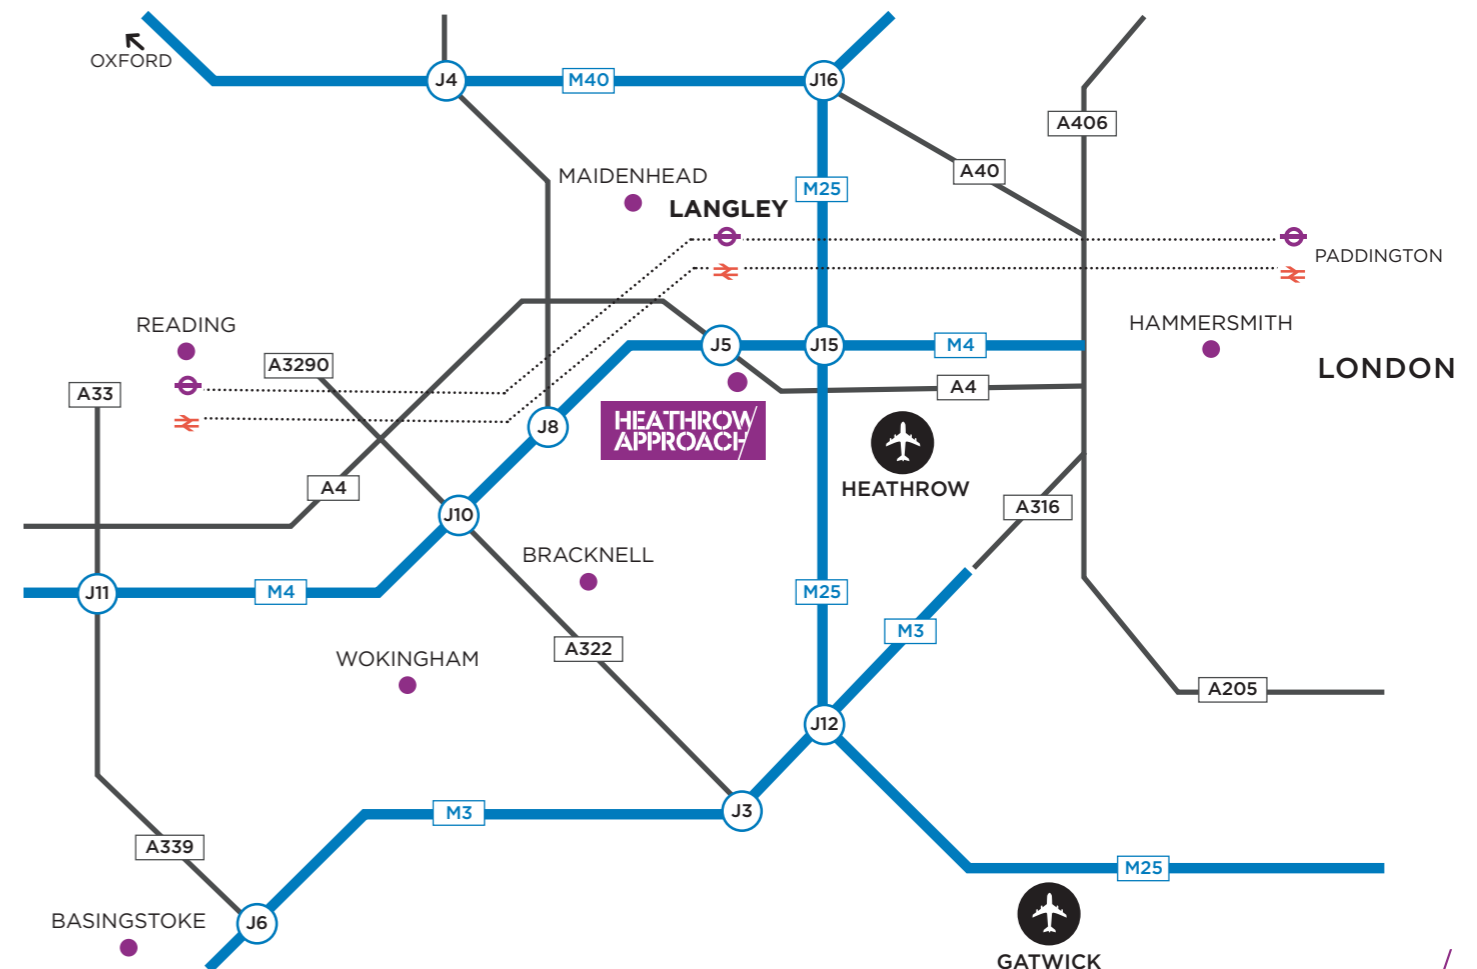 OXFORD
J4
M40
J16
A406
A40
MAIDENHEAD
M25
LANGLEY
PADDINGTON
READING
HAMMERSMITH
J5
J15
M4
LONDON
A3290
A33
A4
HEATHROW
APPROACH
J8
HEATHROW
A4
A316
J10
BRACKNELL
J11
M4
M25
M3
A322
WOKINGHAM
A205
J12
J3
M3
A339
M25
BASINGSTOKE
J6
GATWICK